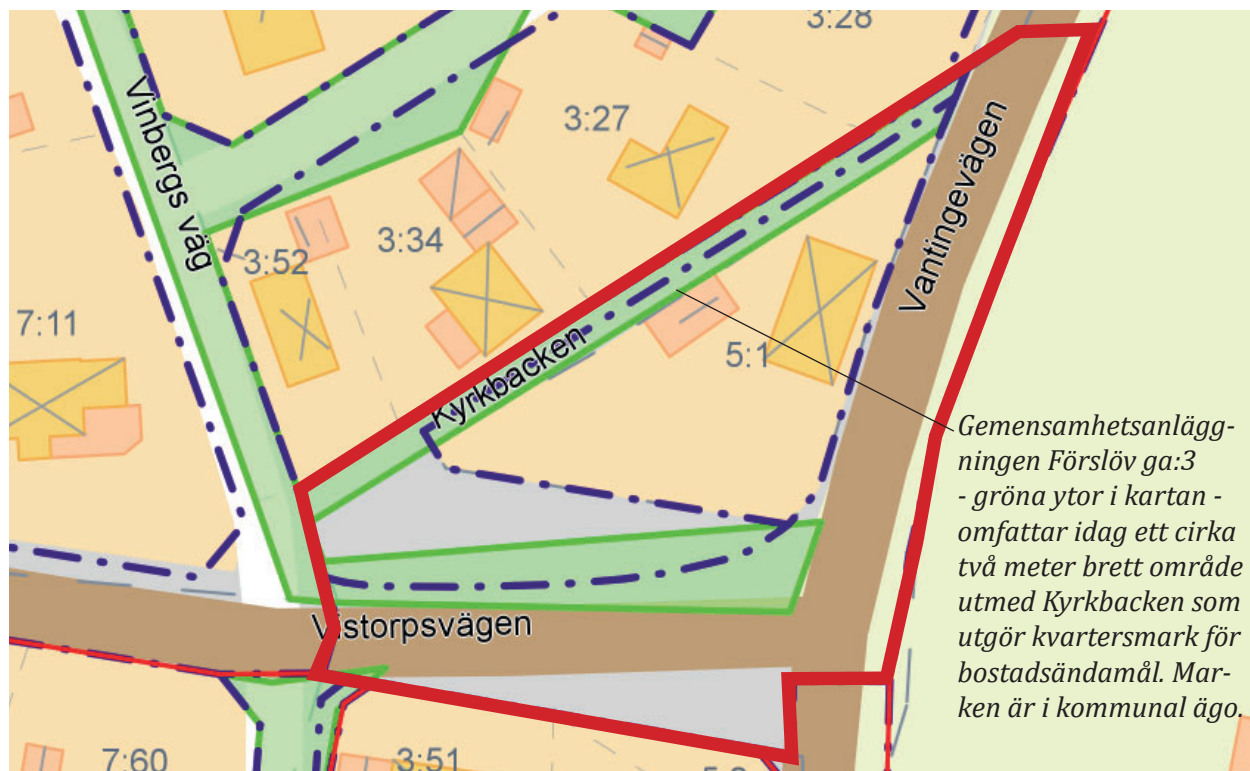 3:28
Vinbergs väg
3:27
3:34
3:52
Vantingevägen
7:11
5:1
Kyrkbacken
Gemensamhetsanlägg-
ningen Förslöv ga:3
- gröna ytor i kartan -
omfattar idag ett cirka
två meter brett område
utmed Kyrkbacken som
utgör kvartersmark för
bostadsändamål. Mar-
ken är i kommunal ägo.
Vistorpsvägen
7:60
3:51